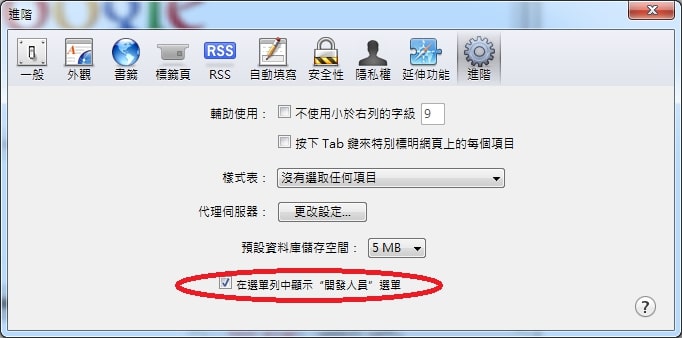 進階
一般
外觀
書籤
標籤頁
RSS
RSS
自動填寫
安全性
隱私權
延伸功能
進階
輔助使用：
不使用小於右列的字級
9
按下 Tab 鍵來特別標明網頁上的每個項目
樣式表：
沒有選取任何項目
代理伺服器：
更改設定...
預設資料庫儲存空間：
5 MB
在選單列中顯示“開發人員”選單
?